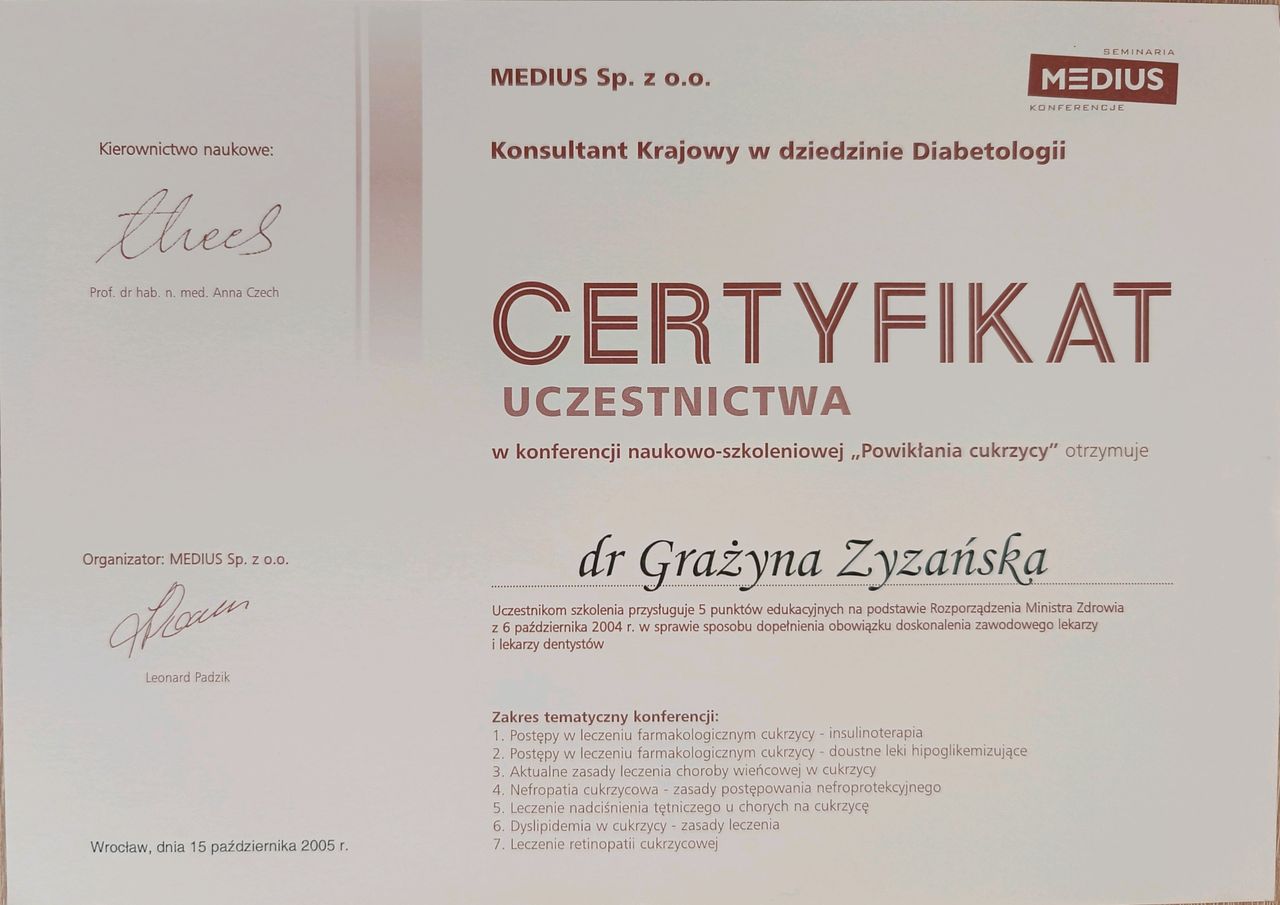 MEDIUS Sp. z o.o.
SEMINARIA
MEDIUS
KONFERENCJE
Konsultant Krajowy w dziedzinie Diabetologii
Kierownictwo naukowe:
Prof. dr hab. n. med. Anna Czech
CERTYFIKAT
UCZESTNICTWA
w konferencji naukowo-szkoleniowej „Powikłania cukrzycy” otrzymuje
dr Grażyna Zyzańska
Organizator: MEDIUS Sp. z o.o.
Leonard Padzik
Uczestnikom szkolenia przysługuje 5 punktów edukacyjnych na podstawie Rozporządzenia Ministra Zdrowia
z 6 października 2004 r. w sprawie sposobu dopełnienia obowiązku doskonalenia zawodowego lekarzy
i lekarzy dentystów
Zakres tematyczny konferencji:
1. Postępy w leczeniu farmakologicznym cukrzycy - insulinoterapia
2. Postępy w leczeniu farmakologicznym cukrzycy - doustne leki hipoglikemizujące
3. Aktualne zasady leczenia choroby wieńcowej w cukrzycy
4. Nefropatia cukrzycowa - zasady postępowania nefroprotekcyjnego
5. Leczenie nadciśnienia tętniczego u chorych na cukrzycę
6. Dyslipidemia w cukrzycy - zasady leczenia
7. Leczenie retinopatii cukrzycowej
Wrocław, dnia 15 października 2005 r.